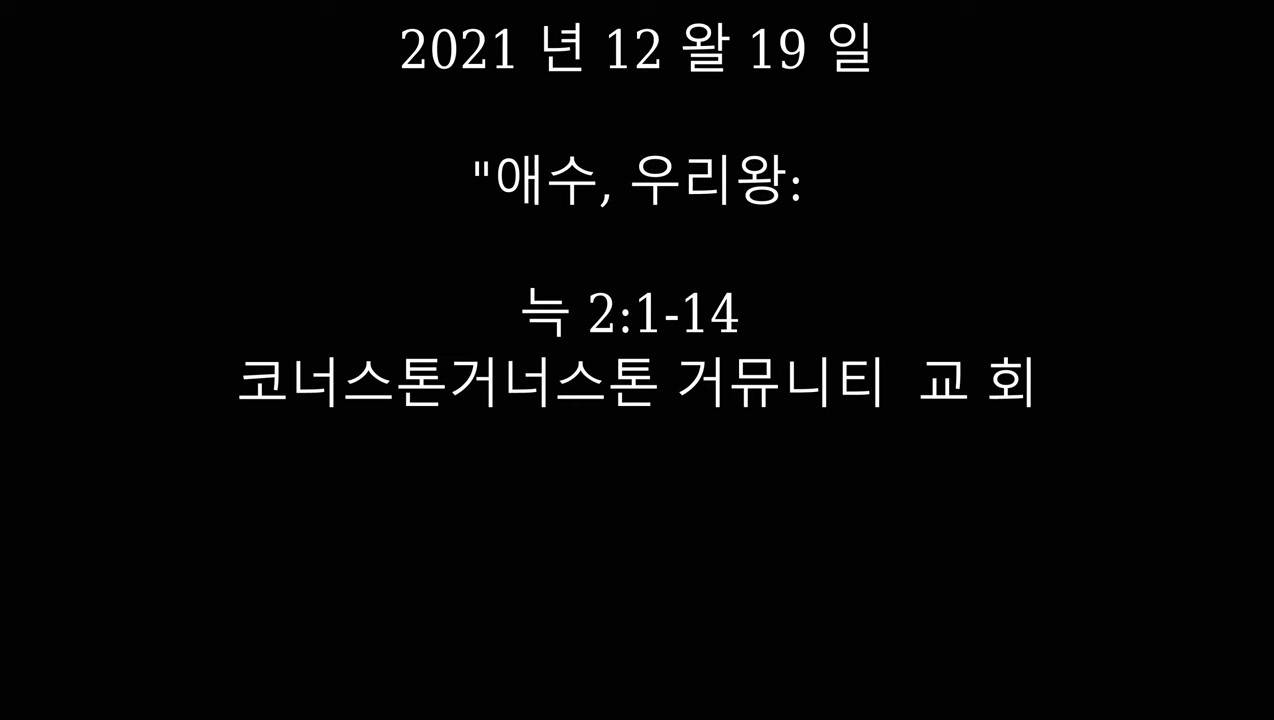 2021 년 12 왈 19 일
"애수, 우리왕:
늑 2:1-14
코너스톤거너스톤 거뮤니티 교 회